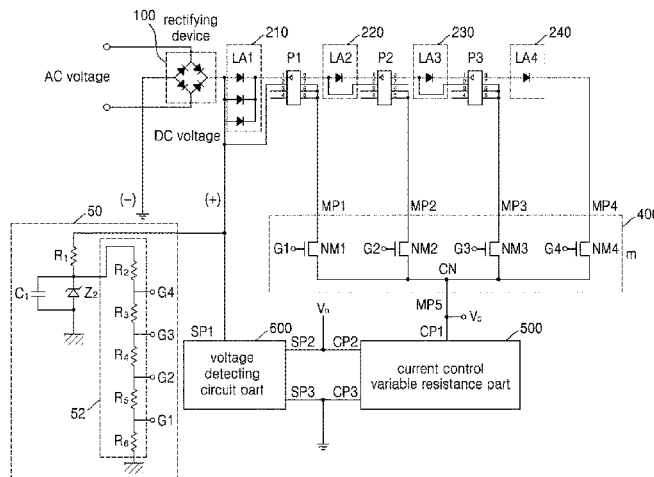 100
rectifying
device
210
220
230
240
LA1
P1
LA2
P2
LA3
P3
LA4
AC voltage
DC voltage
(-)
(+)
50
MP1
MP2
MP3
MP4
400
G1
NM1
G2
NM2
G3
NM3
G4
NM4
m
CN
MP5
R1
R2
C1
Z2
G4
R3
G3
R4
G2
R5
G1
R6
52
SP1
600
SP2
CP2
CP1
500
voltage
detecting
circuit part
current control
variable resistance part
SP3
CP3